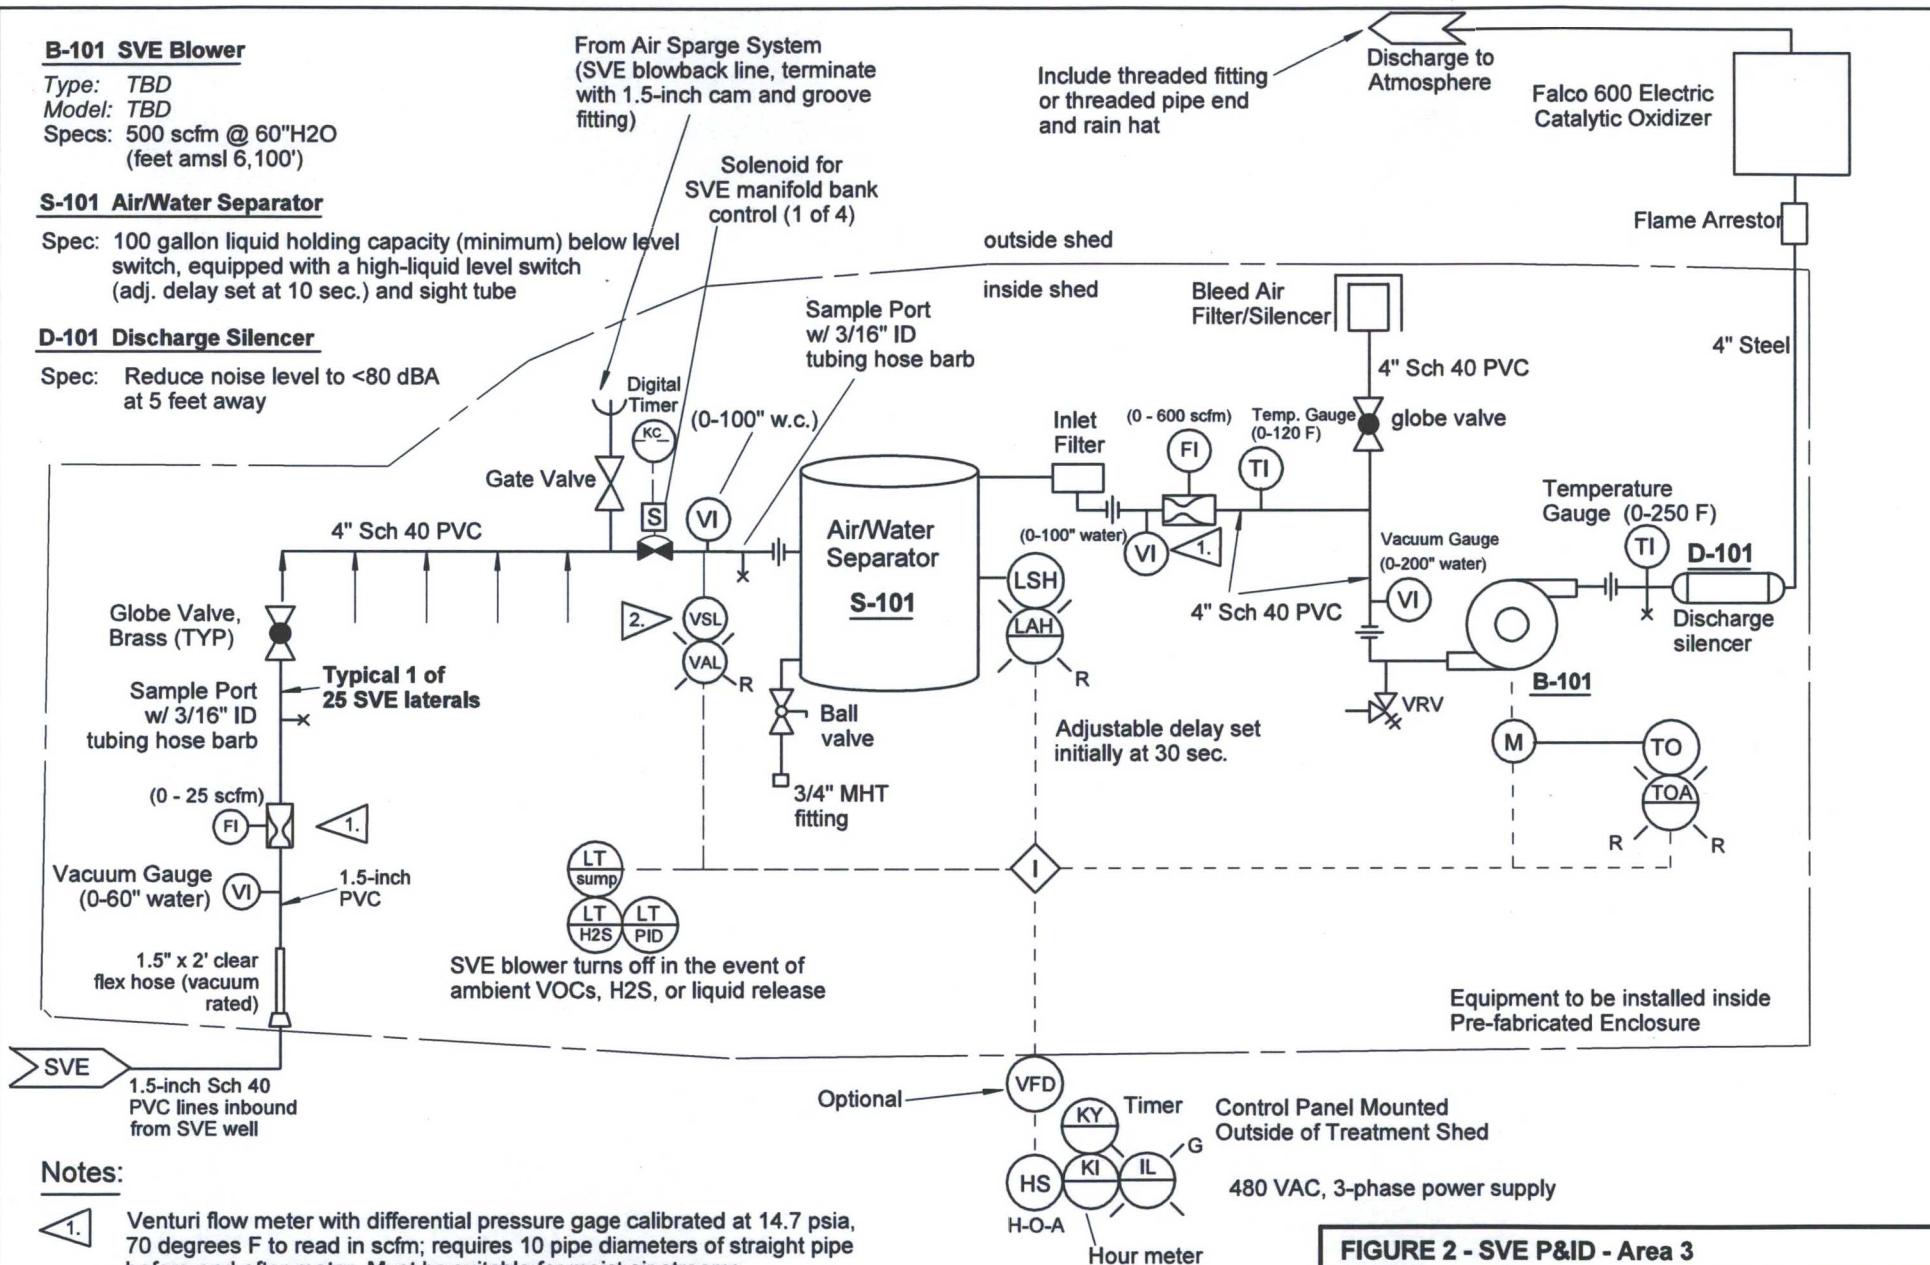 B-101 SVE Blower
Type: TBD
Model: TBD
Specs: 500 scfm @ 60"H2O
(feet amsl 6,100')
S-101 Air/Water Separator
Spec: 100 gallon liquid holding capacity (minimum) below level
switch, equipped with a high-liquid level switch
(adj. delay set at 10 sec.) and sight tube
D-101 Discharge Silencer
Spec: Reduce noise level to <80 dBA
at 5 feet away
From Air Sparge System
(SVE blowback line, terminate
with 1.5-inch cam and groove
fitting)
Solenoid for
SVE manifold bank
control (1 of 4)
Include threaded fitting
or threaded pipe end
and rain hat
Discharge to
Atmosphere
Falco 600 Electric
Catalytic Oxidizer
Flame Arrestor
outside shed
inside shed
4" Steel
Bleed Air
Filter/Silencer
Sample Port
w/ 3/16" ID
tubing hose barb
4" Sch 40 PVC
globe valve
Digital
Timer
KC
(0-100" w.c.)
Gate Valve
S
VI
Inlet
Filter
(0 - 600 scfm)
FI
Temp. Gauge
(0-120 F)
TI
(0-100" water)
VI
1.
4" Sch 40 PVC
Vacuum Gauge
(0-200" water)
VI
Temperature
Gauge (0-250 F)
TI
D-101
Discharge
silencer
B-101
VRV
4" Sch 40 PVC
Air/Water
Separator
S-101
LSH
LAH
R
2.
VSL
VAL
R
Globe Valve,
Brass (TYP)
Typical 1 of
25 SVE laterals
Sample Port
w/ 3/16" ID
tubing hose barb
Ball
valve
3/4" MHT
fitting
Adjustable delay set
initially at 30 sec.
M
TO
TOA
R
R
(0 - 25 scfm)
FI
1.
Vacuum Gauge
(0-60" water)
VI
1.5-inch
PVC
1.5" x 2' clear
flex hose (vacuum
rated)
LT
sump
LT
H2S
LT
PID
I
SVE blower turns off in the event of
ambient VOCs, H2S, or liquid release
Equipment to be installed inside
Pre-fabricated Enclosure
SVE
1.5-inch Sch 40
PVC lines inbound
from SVE well
Optional
VFD
KY
Timer
HS
KI
IL
G
H-O-A
Hour meter
Control Panel Mounted
Outside of Treatment Shed
480 VAC, 3-phase power supply
Notes:
1.
Venturi flow meter with differential pressure gage calibrated at 14.7 psia,
70 degrees F to read in scfm; requires 10 pipe diameters of straight pipe
FIGURE 2 - SVE P&ID - Area 3